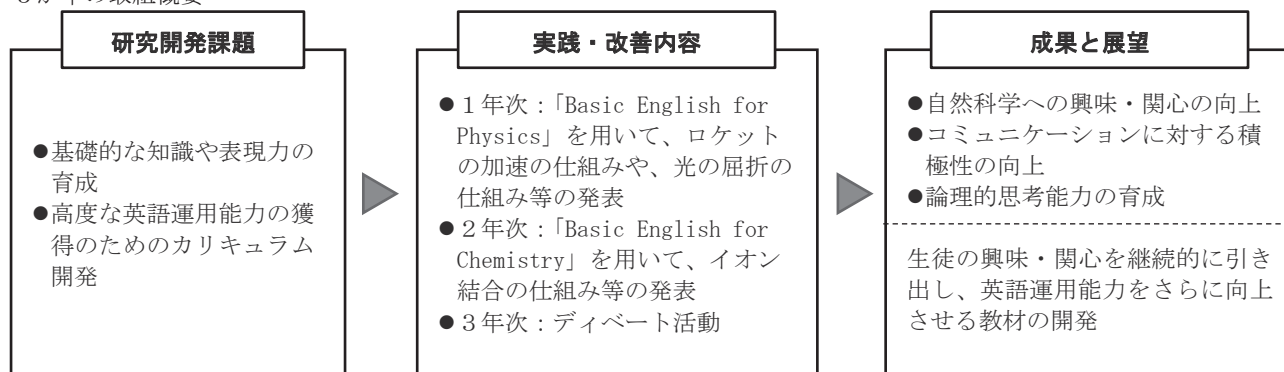 研究開発課題
●基礎的な知識や表現力の
育成
●高度な英語運用能力の獲
得のためのカリキュラム
開発
実践・改善内容
●１年次：「Basic English for
Physics」を用いて、ロケット
の加速の仕組みや、光の屈折の
仕組み等の発表
●２年次：「Basic English for
Chemistry」を用いて、イオン
結合の仕組み等の発表
●３年次：ディベート活動
成果と展望
●自然科学への興味・関心の向上
●コミュニケーションに対する積
極性の向上
●論理的思考能力の育成
生徒の興味・関心を継続的に引き
出し、英語運用能力をさらに向上
させる教材の開発